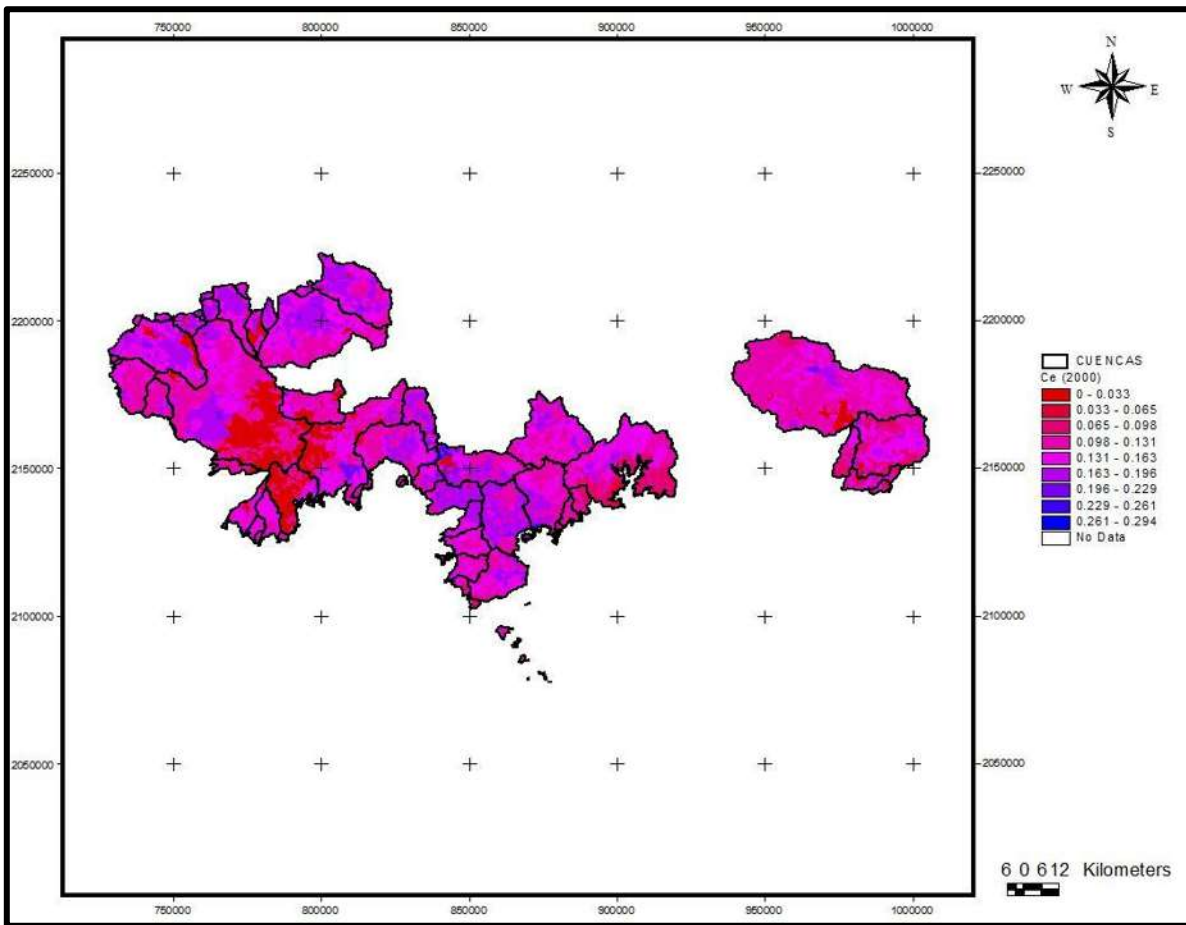 750000 800000 850000 900000 950000 1000000
N
W E
S
2250000 2250000
2200000 2200000
CUENCAS
Ce (2000)
0 - 0.033
0.033 - 0.065
0.065 - 0.098
0.098 - 0.131
0.131 - 0.163
0.163 - 0.196
0.196 - 0.229
0.229 - 0.261
0.261 - 0.294
No Data
2150000 2150000
2100000 2100000
2050000 2050000
6 0 6 12 Kilometers
750000 800000 850000 900000 950000 1000000